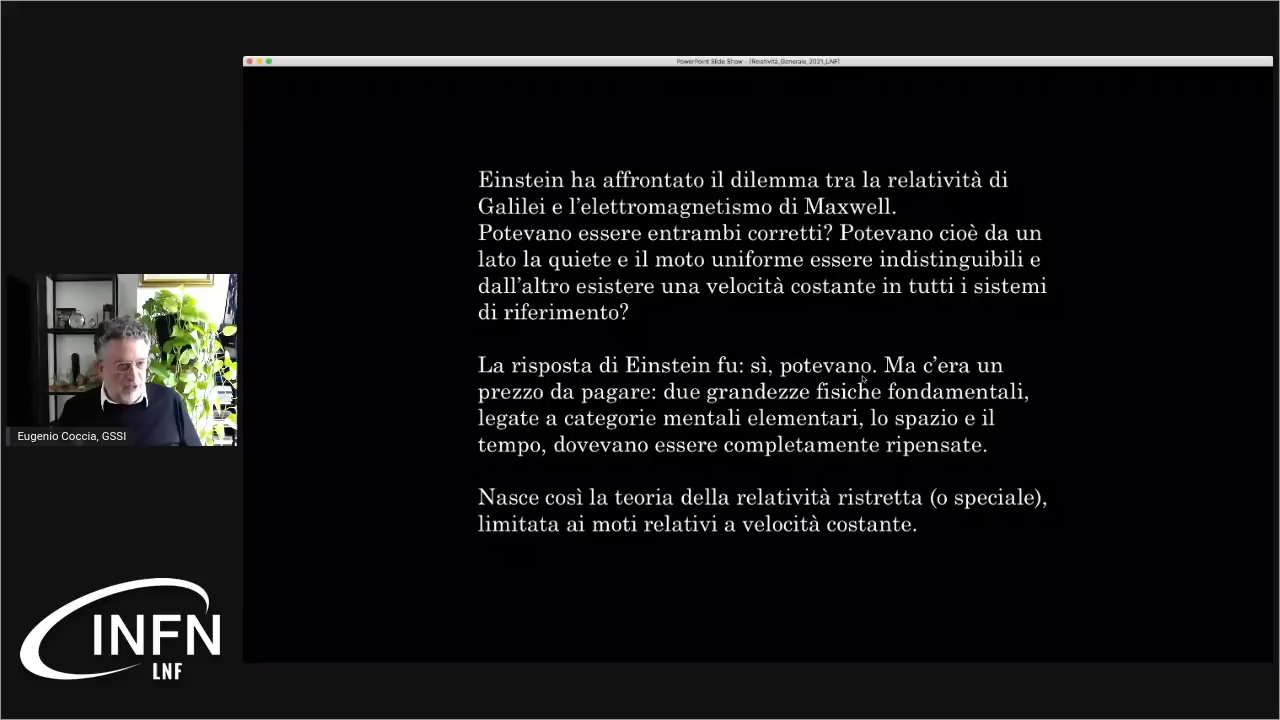 PowerPoint Slide Show - [Relatività_Generale_2021_LNF]
Einstein ha affrontato il dilemma tra la relatività di
Galilei e l’elettromagnetismo di Maxwell.
Potevano essere entrambi corretti? Potevano cioè da un
lato la quiete e il moto uniforme essere indistinguibili e
dall’altro esistere una velocità costante in tutti i sistemi
di riferimento?
La risposta di Einstein fu: sì, potevano. Ma c’era un
prezzo da pagare: due grandezze fisiche fondamentali,
legate a categorie mentali elementari, lo spazio e il
tempo, dovevano essere completamente ripensate.
Nasce così la teoria della relatività ristretta (o speciale),
limitata ai moti relativi a velocità costante.
Eugenio Coccia, GSSI
INFN
LNF